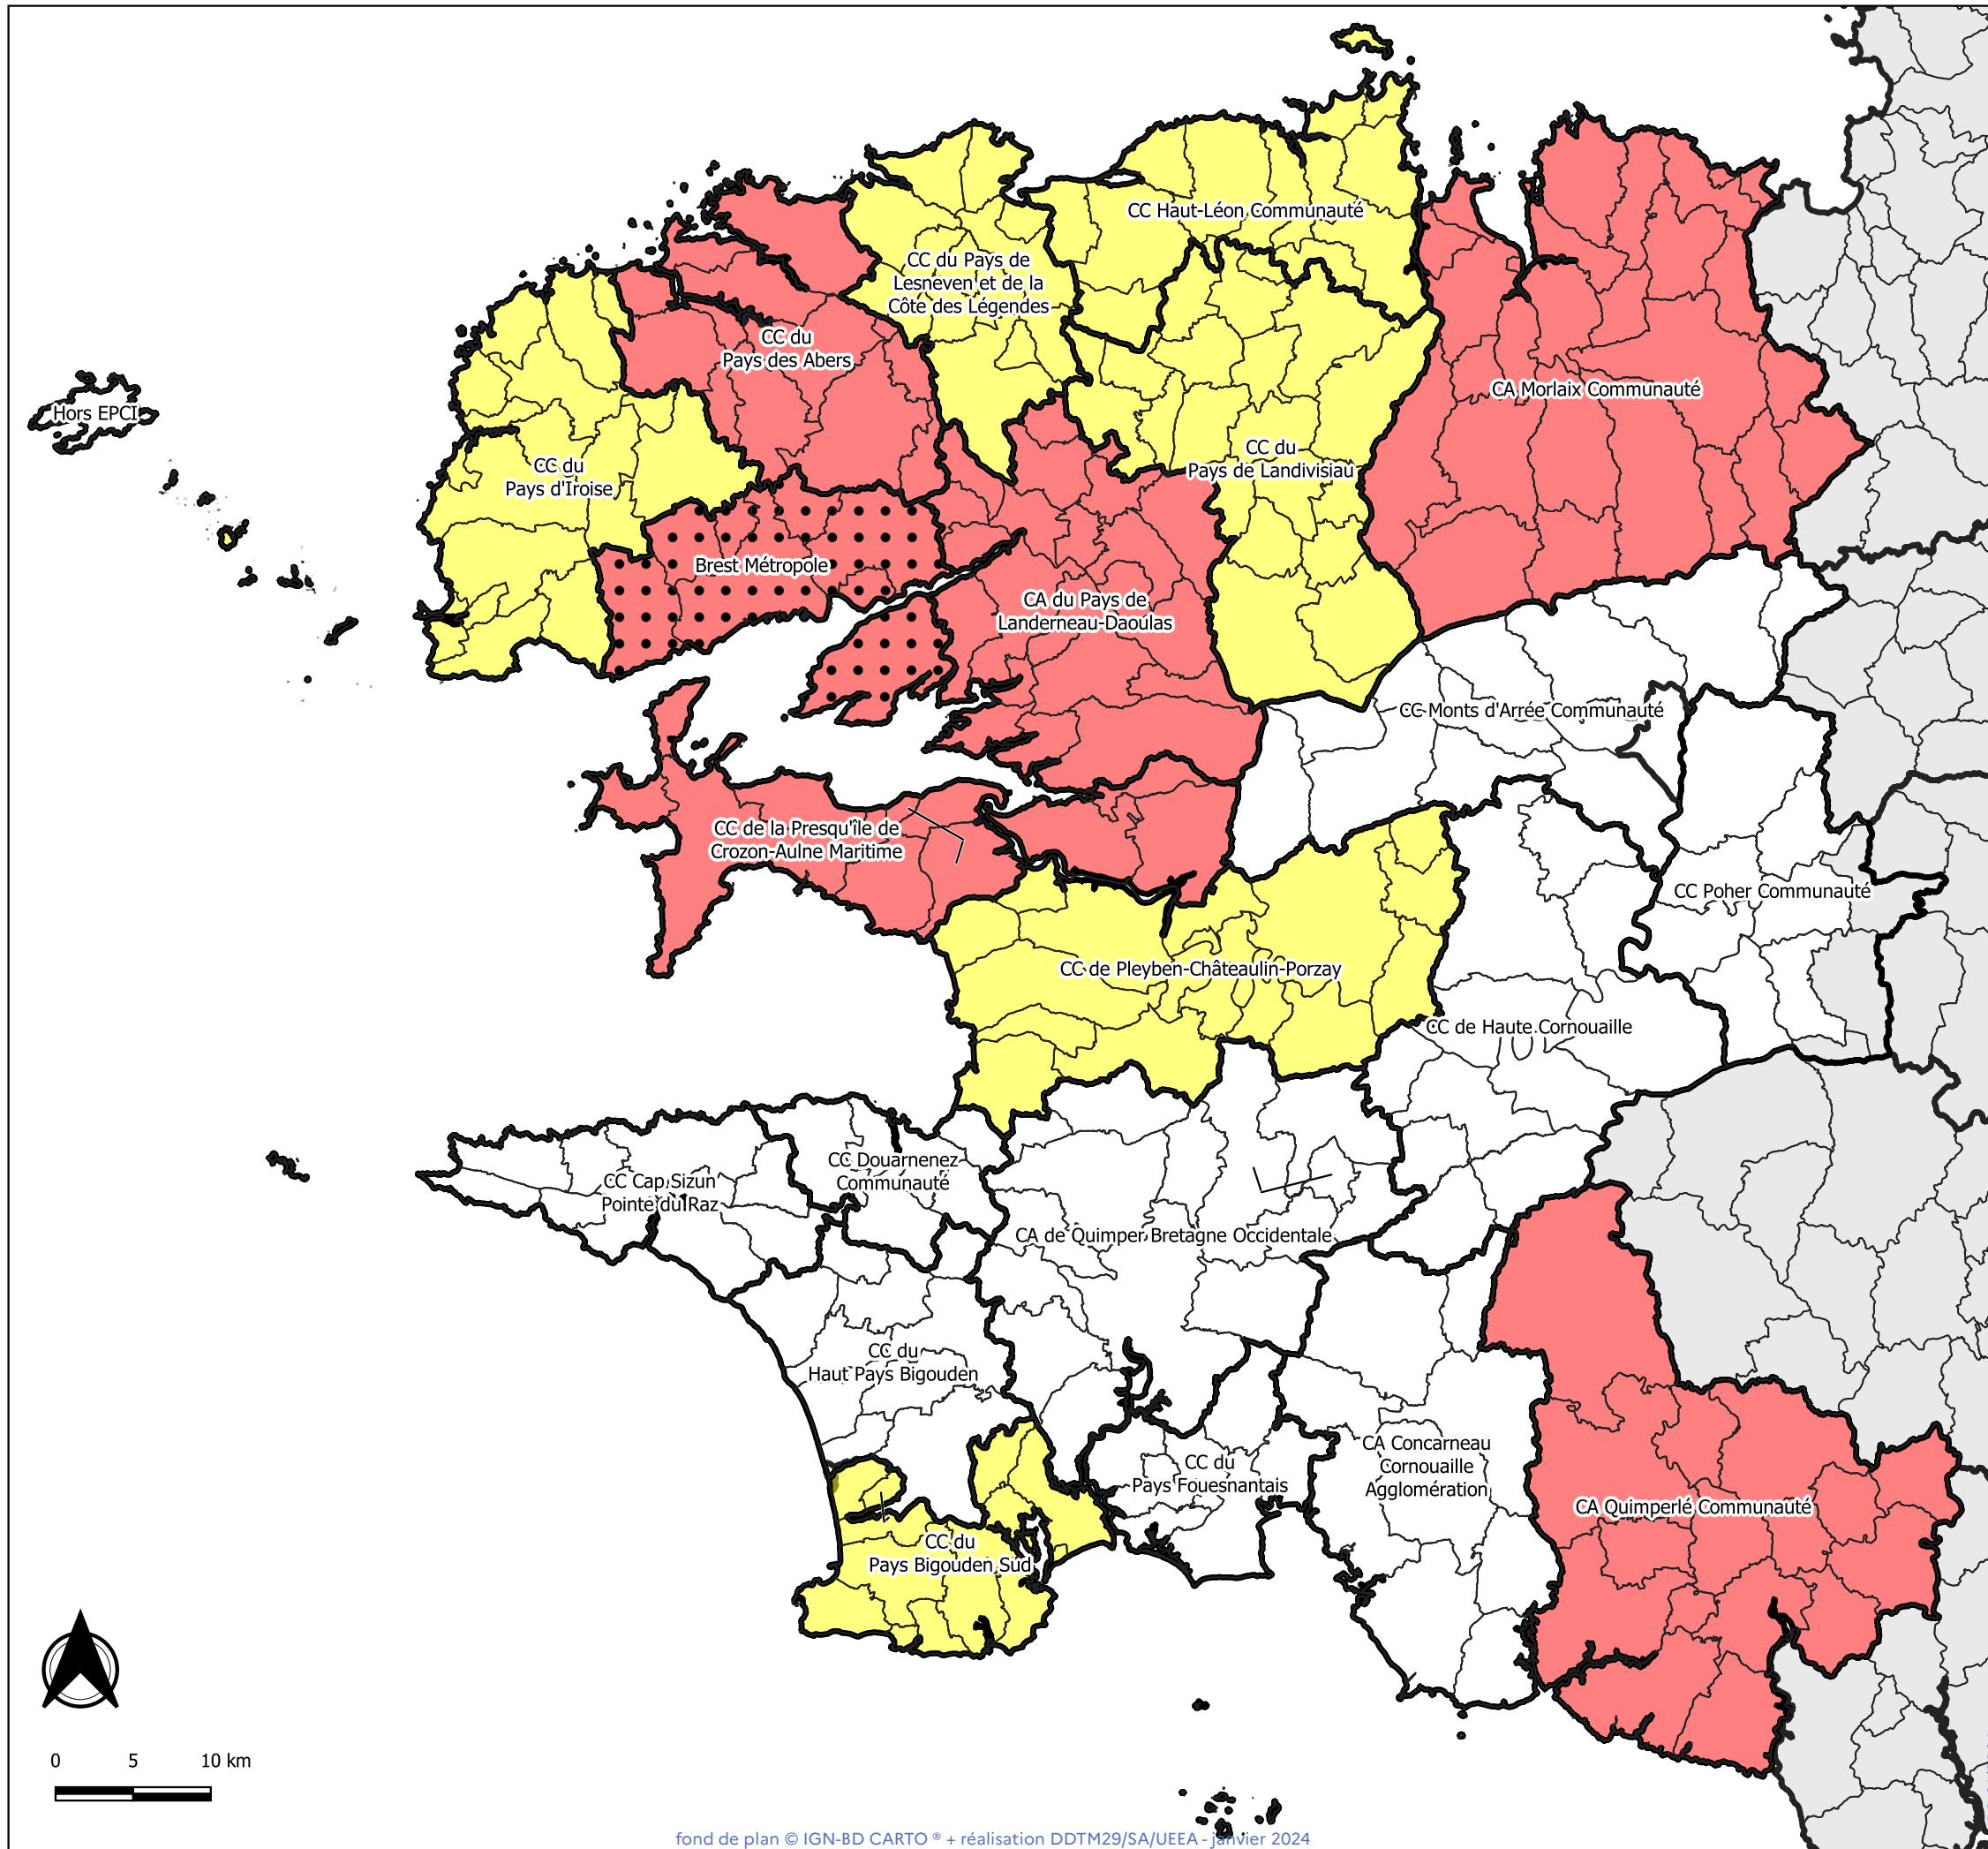 CC Haut-Léon Communauté
CC du Pays de
Lesneven et de la
Côte des Légendes
CC du
Pays des Abers
CA Morlaix Communauté
Hors EPCI
CC du
Pays de Landivisiau
CC du
Pays d'Iroise
Brest Métropole
CA du Pays de
Landerneau-Daoulas
CC Monts d'Arrée Communauté
CC de la Presqu'île de
Crozon-Aulne Maritime
CC Poher Communauté
CC de Pleyben-Châteaulin-Porzay
CC de Haute Cornouaille
CC Douarnenez
Communauté
CC Cap Sizun
Pointe du Raz
CA de Quimper Bretagne Occidentale
CC du
Haut Pays Bigouden
CA Concarneau
Cornouaille
Agglomération
CC du
Pays Fouesnantais
CA Quimperlé Communauté
CC du
Pays Bigouden Sud
0 5 10 km
fond de plan © IGN-BD CARTO ® + réalisation DDTM29/SA/UEEA - janvier 2024